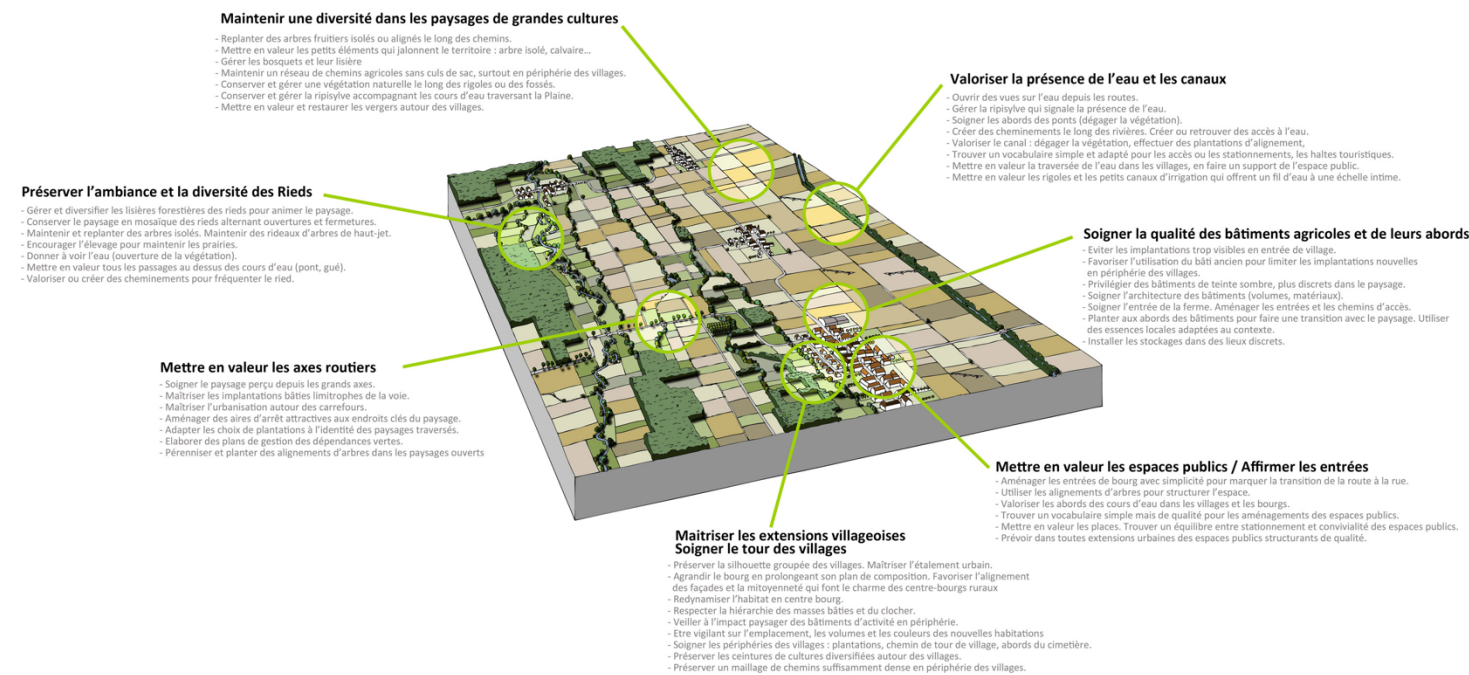 Maintenir une diversité dans les paysages de grandes cultures
- Replanter des arbres fruitiers isolés ou alignés le long des chemins.
- Mettre en valeur les petits éléments qui jalonnent le territoire : arbre isolé, calvaire...
- Gérer les bosquets et leur lisière
- Maintenir un réseau de chemins agricoles sans culs de sac, surtout en périphérie des villages.
- Conserver et gérer une végétation naturelle le long des rigoles ou des fossés.
- Conserver et gérer la ripisylve accompagnant les cours d'eau traversant la Plaine.
- Mettre en valeur et restaurer les vergers autour des villages.
Valoriser la présence de l'eau et les canaux
- Ouvrir des vues sur l'eau depuis les routes.
- Gérer la ripisylve qui signale la présence de l'eau.
- Soigner les abords des ponts (dégager la végétation).
- Créer des cheminements le long des rivières. Créer ou retrouver des accès à l'eau.
- Valoriser le canal : dégager la végétation, effectuer des plantations d'alignement,
- Trouver un vocabulaire simple et adapté pour les accès ou les stationnements, les haltes touristiques.
- Mettre en valeur la traversée de l'eau dans les villages, en faire un support de l'espace public.
- Mettre en valeur les rigoles et les petits canaux d'irrigation qui offrent un fil d'eau à une échelle intime.
Préserver l'ambiance et la diversité des Rieds
- Gérer et diversifier les lisières forestières des rieds pour animer le paysage.
- Conserver le paysage en mosaïque des rieds alternant ouvertures et fermetures.
- Maintenir et replanter des arbres isolés. Maintenir des rideaux d'arbres de haut-jet.
- Encourager l'élevage pour maintenir les prairies.
- Donner à voir l'eau (ouverture de la végétation).
- Mettre en valeur tous les passages au dessus des cours d'eau (pont, gué).
- Valoriser ou créer des cheminements pour fréquenter le ried.
Soigner la qualité des bâtiments agricoles et de leurs abords
- Eviter les implantations trop visibles en entrée de village.
- Favoriser l'utilisation du bâti ancien pour limiter les implantations nouvelles
en périphérie des villages.
- Privilégier des bâtiments de teinte sombre, plus discrets dans le paysage.
- Soigner l'architecture des bâtiments (volumes, matériaux).
- Soigner l'entrée de la ferme. Aménager les entrées et les chemins d'accès.
- Planter aux abords des bâtiments pour faire une transition avec le paysage. Utiliser
des essences locales adaptées au contexte.
- Installer les stockages dans des lieux discrets.
Mettre en valeur les axes routiers
- Soigner le paysage perçu depuis les grands axes.
- Maîtriser les implantations bâties limitrophes de la voie.
- Maîtriser l'urbanisation autour des carrefours.
- Aménager des aires d'arrêt attractives aux endroits clés du paysage.
- Adapter les choix de plantations à l'identité des paysages traversés.
- Elaborer des plans de gestion des dépendances vertes.
- Pérenniser et planter des alignements d'arbres dans les paysages ouverts
Mettre en valeur les espaces publics / Affirmer les entrées
- Aménager les entrées de bourg avec simplicité pour marquer la transition de la route à la rue.
- Utiliser les alignements d'arbres pour structurer l'espace.
- Valoriser les abords des cours d'eau dans les villages et les bourgs.
- Trouver un vocabulaire simple mais de qualité pour les aménagements des espaces publics.
- Mettre en valeur les places. Trouver un équilibre entre stationnement et convivialité des espaces publics.
- Prévoir dans toutes extensions urbaines des espaces publics structurants de qualité.
Maitriser les extensions villageoises
Soigner le tour des villages
- Préserver la silhouette groupée des villages. Maîtriser l'étalement urbain.
- Agrandir le bourg en prolongeant son plan de composition. Favoriser l'alignement
des façades et la mitoyenneté qui font le charme des centre-bourgs ruraux
- Redynamiser l'habitat en centre bourg.
- Respecter la hiérarchie des masses bâties et du clocher.
- Veiller à l'impact paysager des bâtiments d'activité en périphérie.
- Etre vigilant sur l'emplacement, les volumes et les couleurs des nouvelles habitations
- Soigner les périphéries des villages : plantations, chemin de tour de village, abords du cimetière.
- Préserver les ceintures de cultures diversifiées autour des villages.
- Préserver un maillage de chemins suffisamment dense en périphérie des villages.